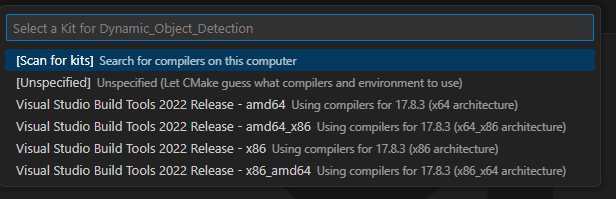 Select a Kit for Dynamic_Object_Detection
[Scan for kits] Search for compilers on this computer
[Unspecified] Unspecified (Let CMake guess what compilers and environment to use)
Visual Studio Build Tools 2022 Release - amd64 Using compilers for 17.8.3 (x64 architecture)
Visual Studio Build Tools 2022 Release - amd64_x86 Using compilers for 17.8.3 (x64_x86 architecture)
Visual Studio Build Tools 2022 Release - x86 Using compilers for 17.8.3 (x86 architecture)
Visual Studio Build Tools 2022 Release - x86_amd64 Using compilers for 17.8.3 (x86_x64 architecture)